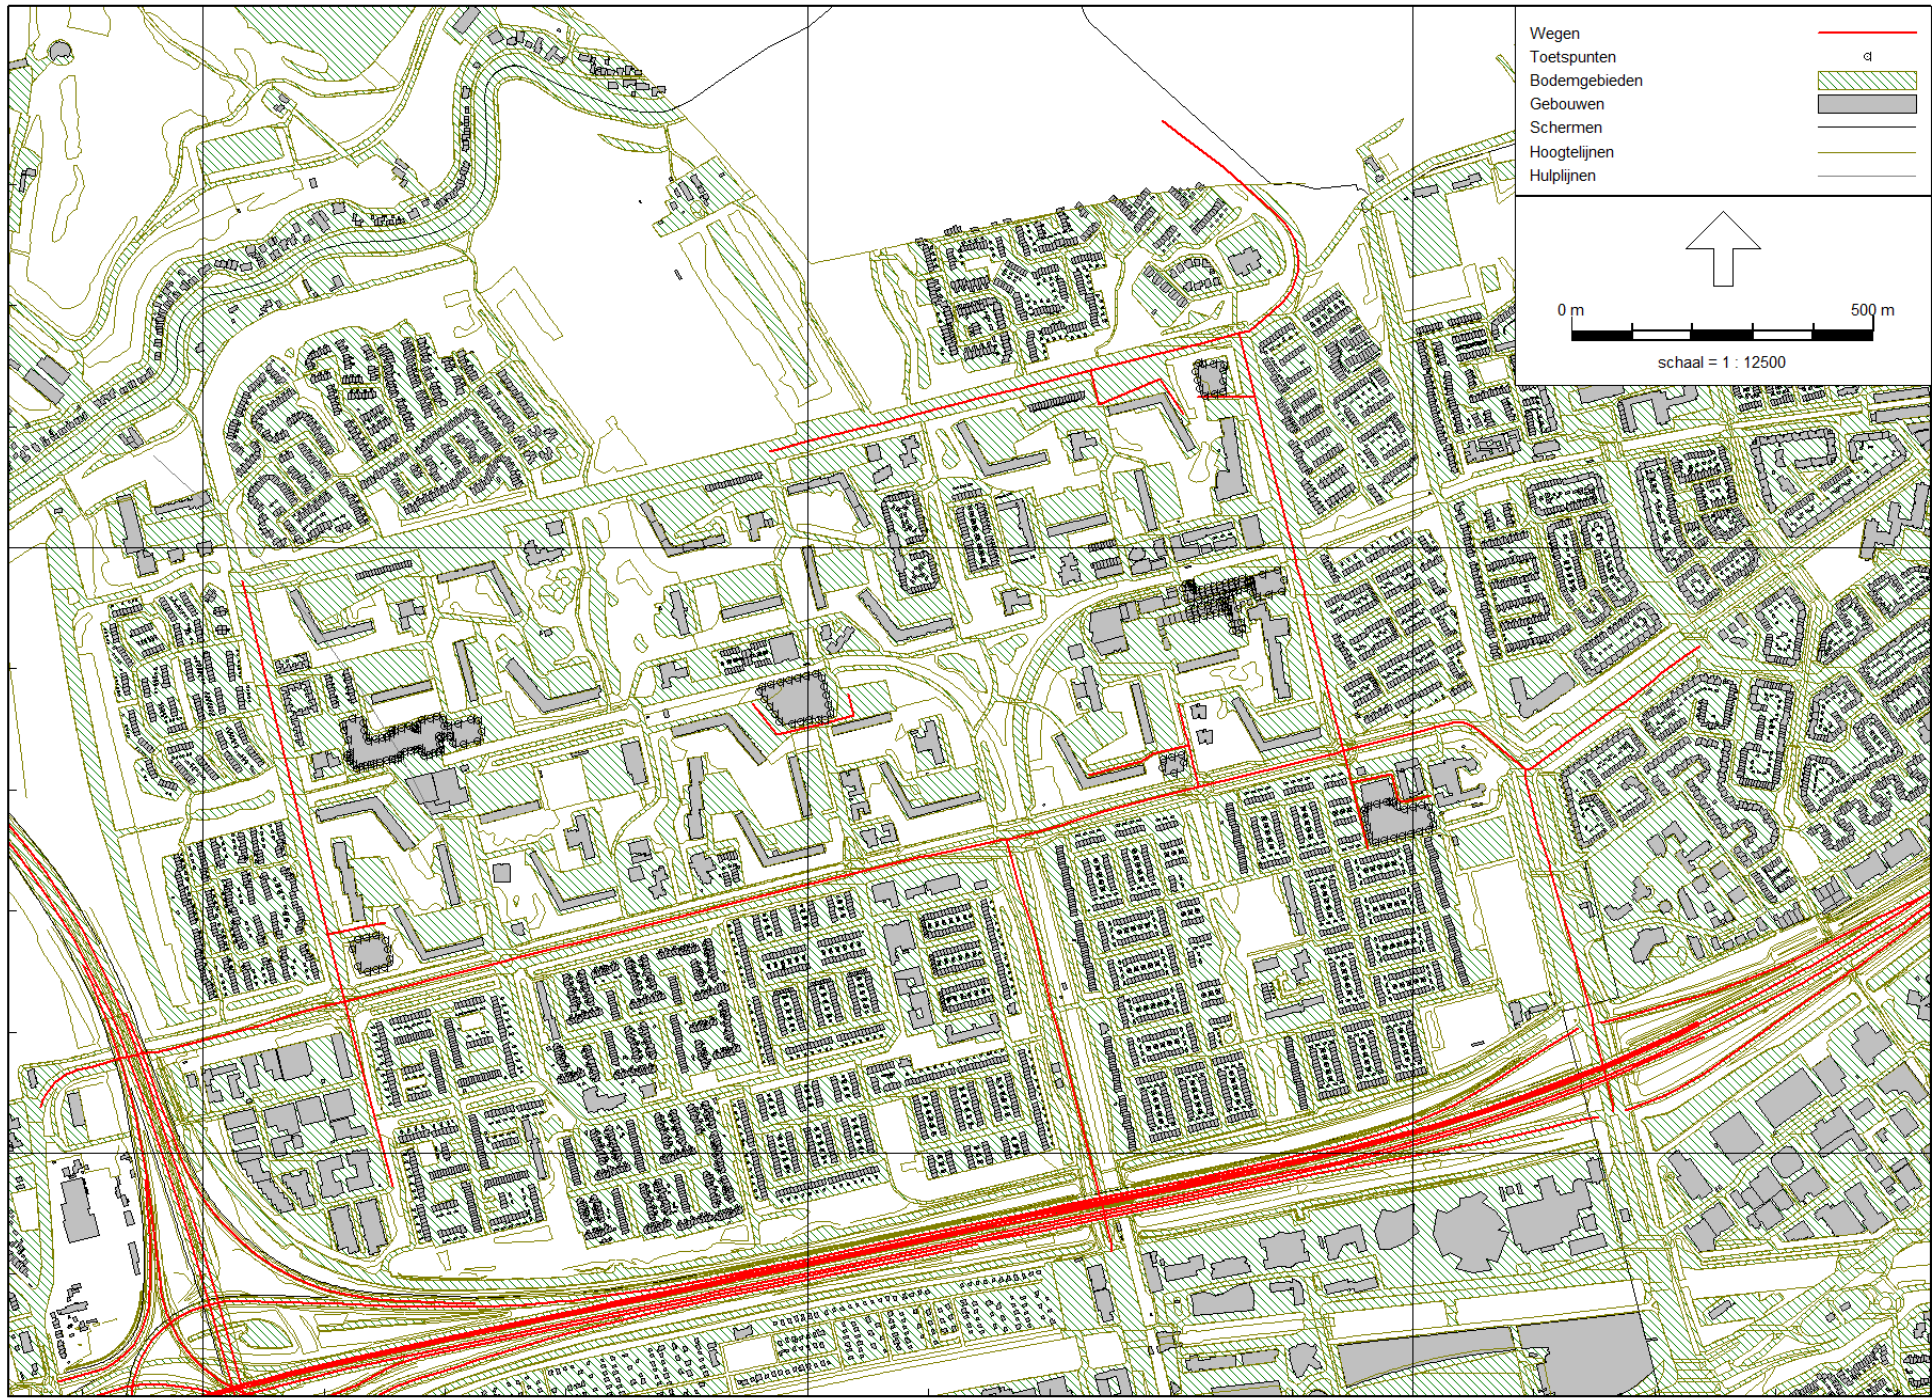 Wegen
Toetspunten
Bodemgebieden
Gebouwen
Schermen
Hoogtelijnen
Hulplijnen
0 m 500 m
schaal = 1 : 12500